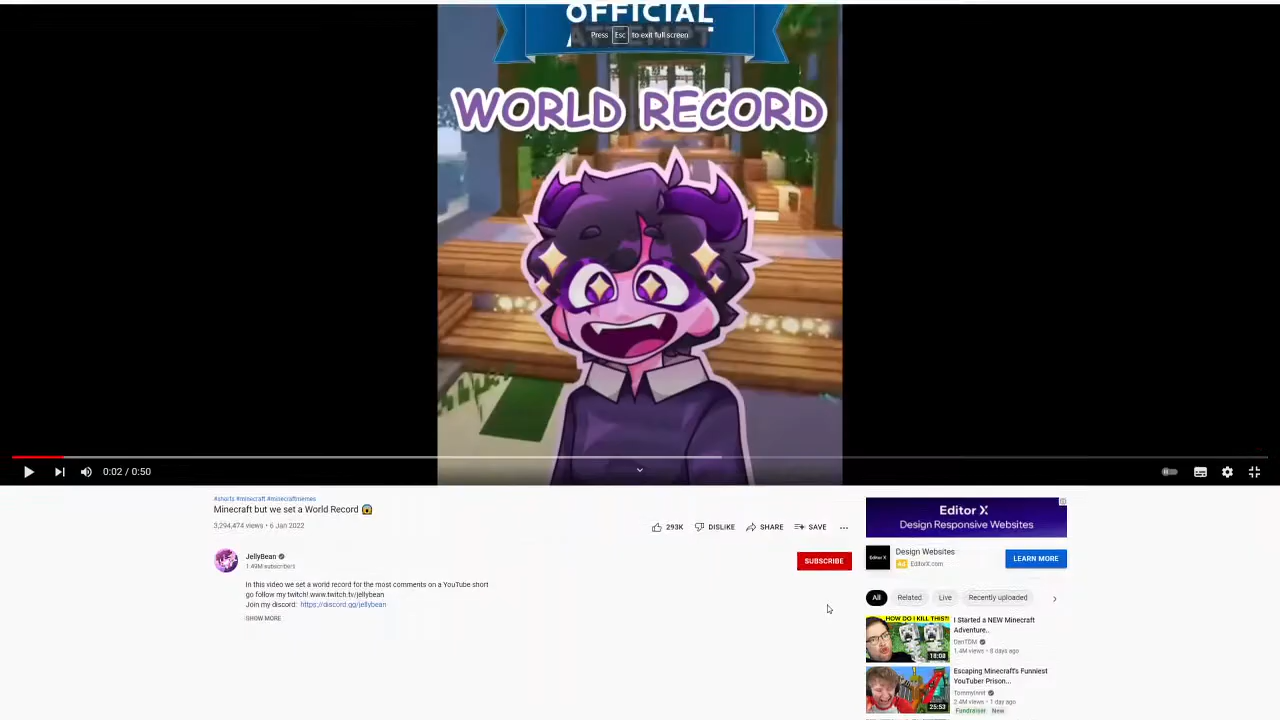 OFFICIAL
ATTEMPT
Press Esc to exit full screen
WORLD RECORD
0:02 / 0:50
#shorts #minecraft #minecraftmemes
Minecraft but we set a World Record 😱
3,294,474 views • 6 Jan 2022
293K DISLIKE SHARE SAVE
JellyBean
1.49M subscribers
SUBSCRIBE
In this video we set a world record for the most comments on a YouTube short
go follow my twitch! www.twitch.tv/jellybean
Join my discord: https://discord.gg/jellybean
SHOW MORE
Editor X
Design Responsive Websites
Editor X
Design Websites
Ad EditorX.com
LEARN MORE
All Related Live Recently uploaded
HOW DO I KILL THIS?!
18:08
I Started a NEW Minecraft
Adventure..
DanTDM
1.4M views • 8 days ago
25:53
Escaping Minecraft's Funniest
YouTuber Prison...
TommyInnit
2.4M views • 1 day ago
Fundraiser New